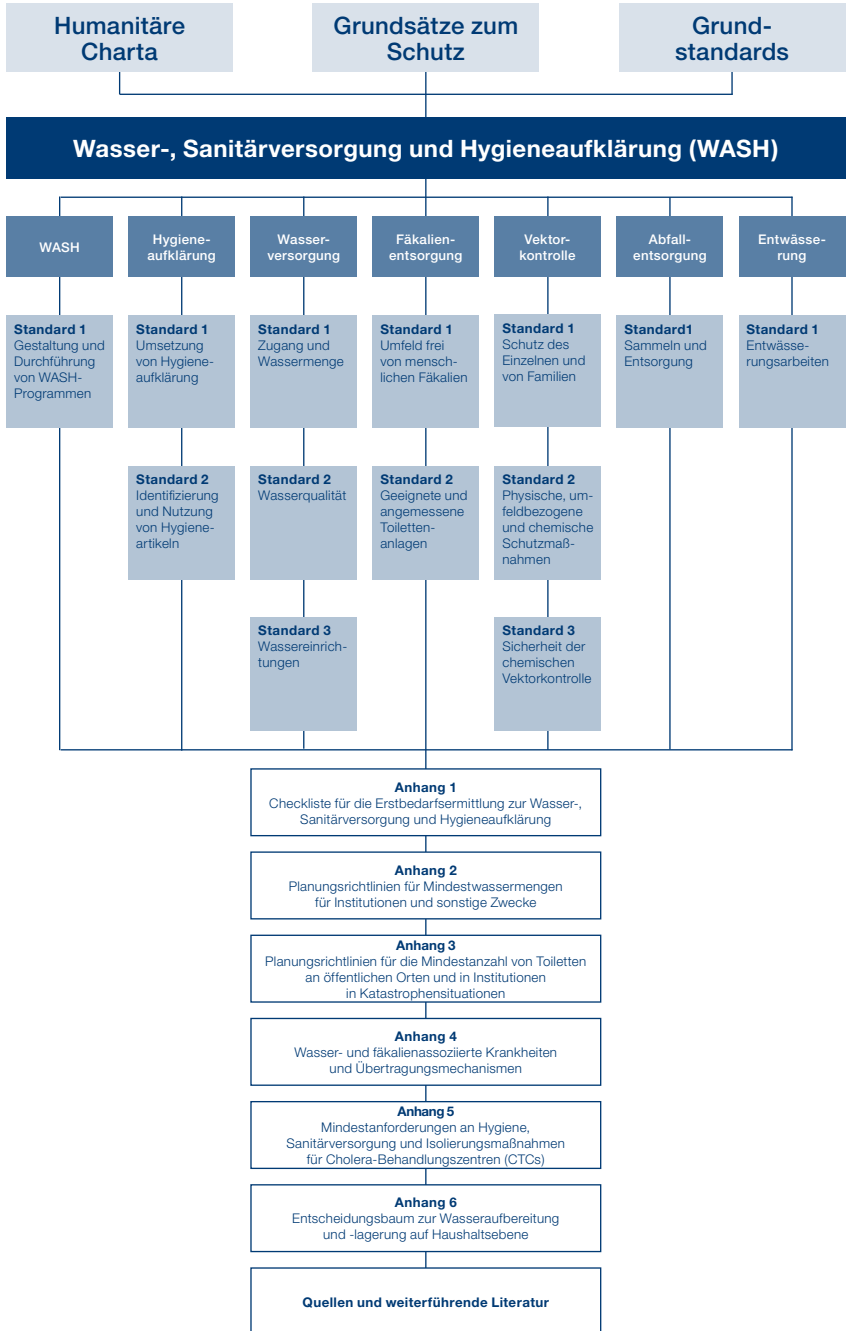 Humanitäre
Charta
Grundsätze zum
Schutz
Grund-
standards
Wasser-, Sanitärversorgung und Hygieneaufklärung (WASH)
WASH
Hygiene-
aufklärung
Wasser-
versorgung
Fäkalien-
entsorgung
Vektor-
kontrolle
Abfall-
entsorgung
Entwässe-
rung
Standard 1
Gestaltung und
Durchführung
von WASH-
Programmen
Standard 1
Umsetzung
von Hygiene-
aufklärung
Standard 1
Zugang und
Wassermenge
Standard 1
Umfeld frei
von mensch-
lichen Fäkalien
Standard 1
Schutz des
Einzelnen und
von Familien
Standard1
Sammeln und
Entsorgung
Standard 1
Entwässe-
rungsarbeiten
Standard 2
Identifizierung
und Nutzung
von Hygiene-
artikeln
Standard 2
Wasserqualität
Standard 2
Geeignete und
angemessene
Toiletten-
anlagen
Standard 2
Physische, um-
feldbezogene
und chemische
Schutzmaß-
nahmen
Standard 3
Wassereinrich-
tungen
Standard 3
Sicherheit der
chemischen
Vektorkontrolle
Anhang 1
Checkliste für die Erstbedarfsermittlung zur Wasser-,
Sanitärversorgung und Hygieneaufklärung
Anhang 2
Planungsrichtlinien für Mindestwassermengen
für Institutionen und sonstige Zwecke
Anhang 3
Planungsrichtlinien für die Mindestanzahl von Toiletten
an öffentlichen Orten und in Institutionen
in Katastrophensituationen
Anhang 4
Wasser- und fäkalienassoziierte Krankheiten
und Übertragungsmechanismen
Anhang 5
Mindestanforderungen an Hygiene,
Sanitärversorgung und Isolierungsmaßnahmen
für Cholera-Behandlungszentren (CTCs)
Anhang 6
Entscheidungsbaum zur Wasseraufbereitung
und -lagerung auf Haushaltsebene
Quellen und weiterführende Literatur